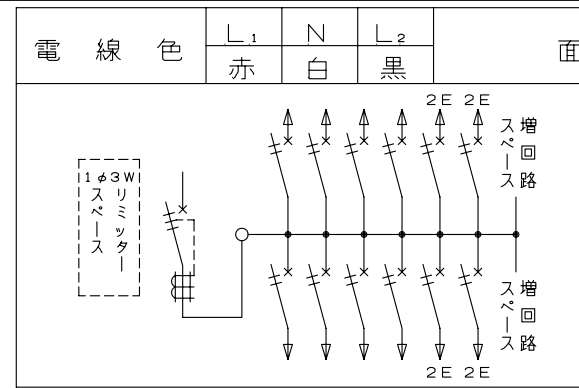 電線色 L1 N L2 面
赤 白 黒
2E 2E
増回路
スペース
1φ3W
リミッター
スペース
増回路
スペース
2E 2E